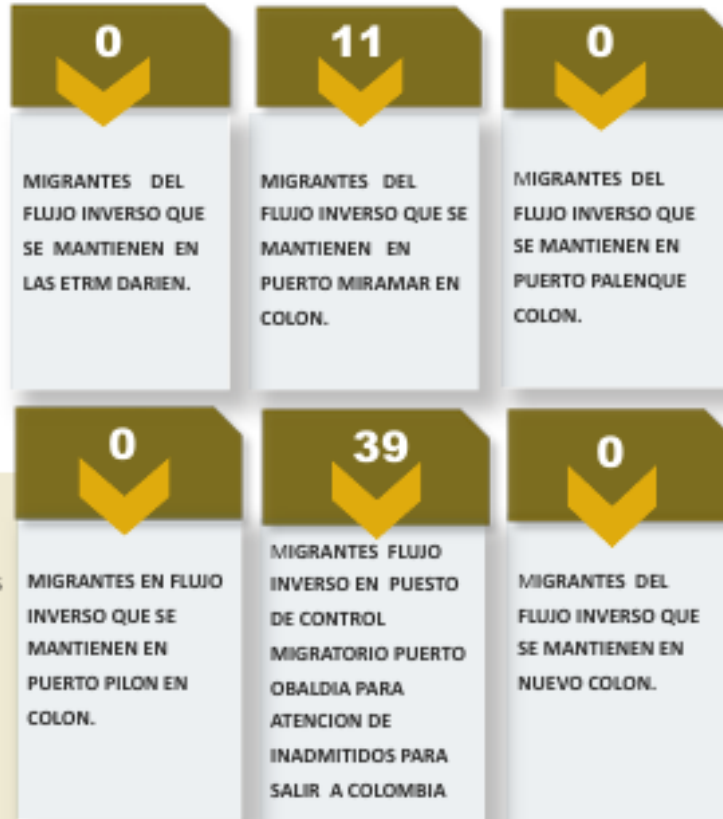 0
MIGRANTES DEL
FLUJO INVERSO QUE
SE MANTIENEN EN
LAS ETRM DARIEN.
11
MIGRANTES DEL
FLUJO INVERSO QUE SE
MANTIENEN EN
PUERTO MIRAMAR EN
COLON.
0
MIGRANTES DEL
FLUJO INVERSO QUE
SE MANTIENEN EN
PUERTO PALENQUE
COLON.
0
MIGRANTES EN FLUJO
INVERSO QUE SE
MANTIENEN EN
PUERTO PILON EN
COLON.
39
MIGRANTES FLUJO
INVERSO EN PUESTO
DE CONTROL
MIGRATORIO PUERTO
OBALDIA PARA
ATENCION DE
INADMITIDOS PARA
SALIR A COLOMBIA
0
MIGRANTES DEL
FLUJO INVERSO QUE
SE MANTIENEN EN
NUEVO COLON.